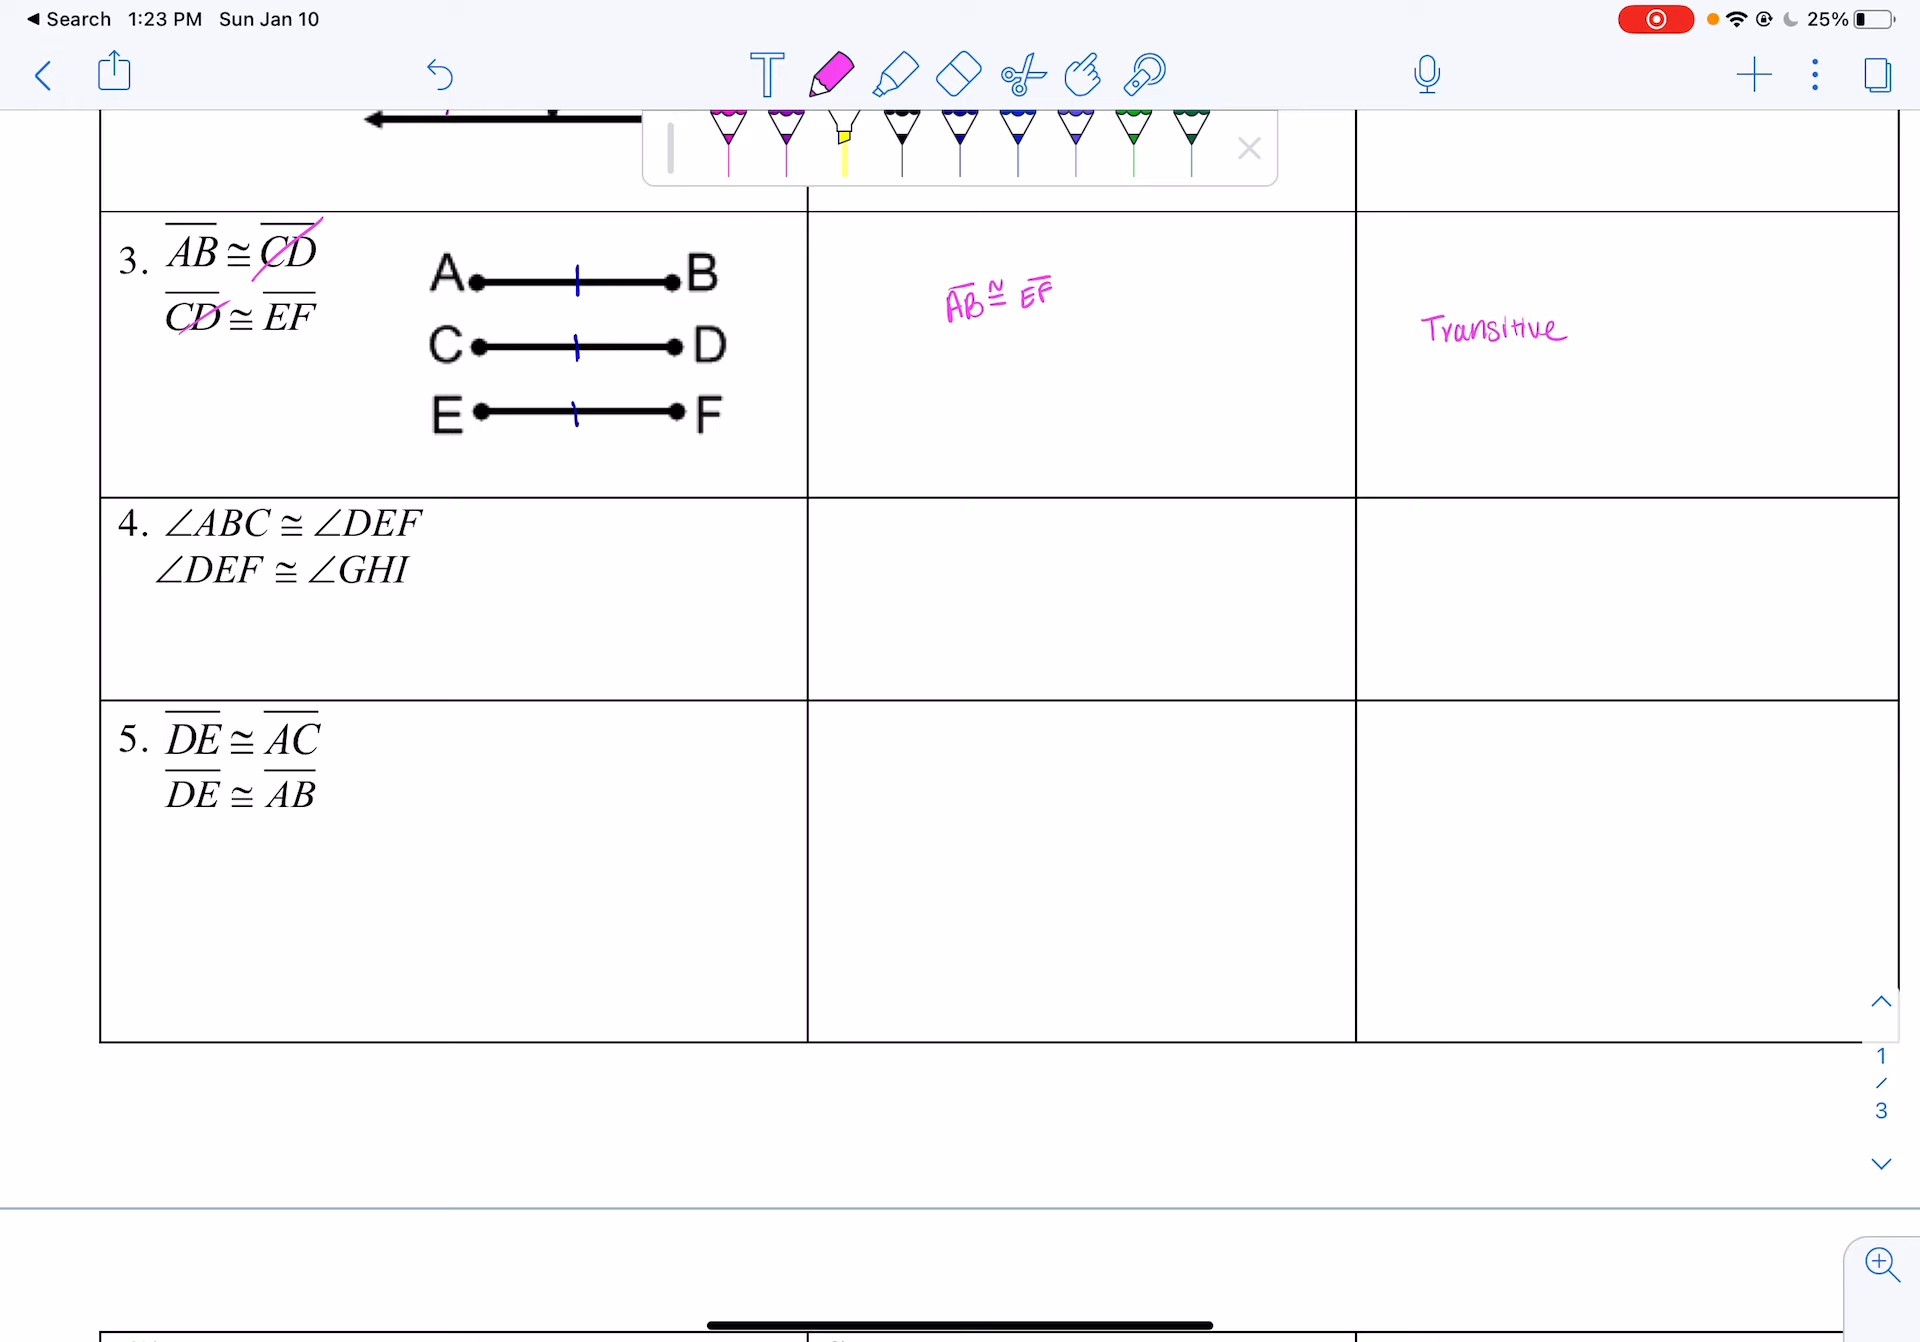 Search 1:23 PM Sun Jan 10 25%
3. AB ≅ CD
CD ≅ EF
A B
C D
E F
AB ≅ EF
Transitive
4. ∠ABC ≅ ∠DEF
∠DEF ≅ ∠GHI
5. DE ≅ AC
DE ≅ AB
1
/
3